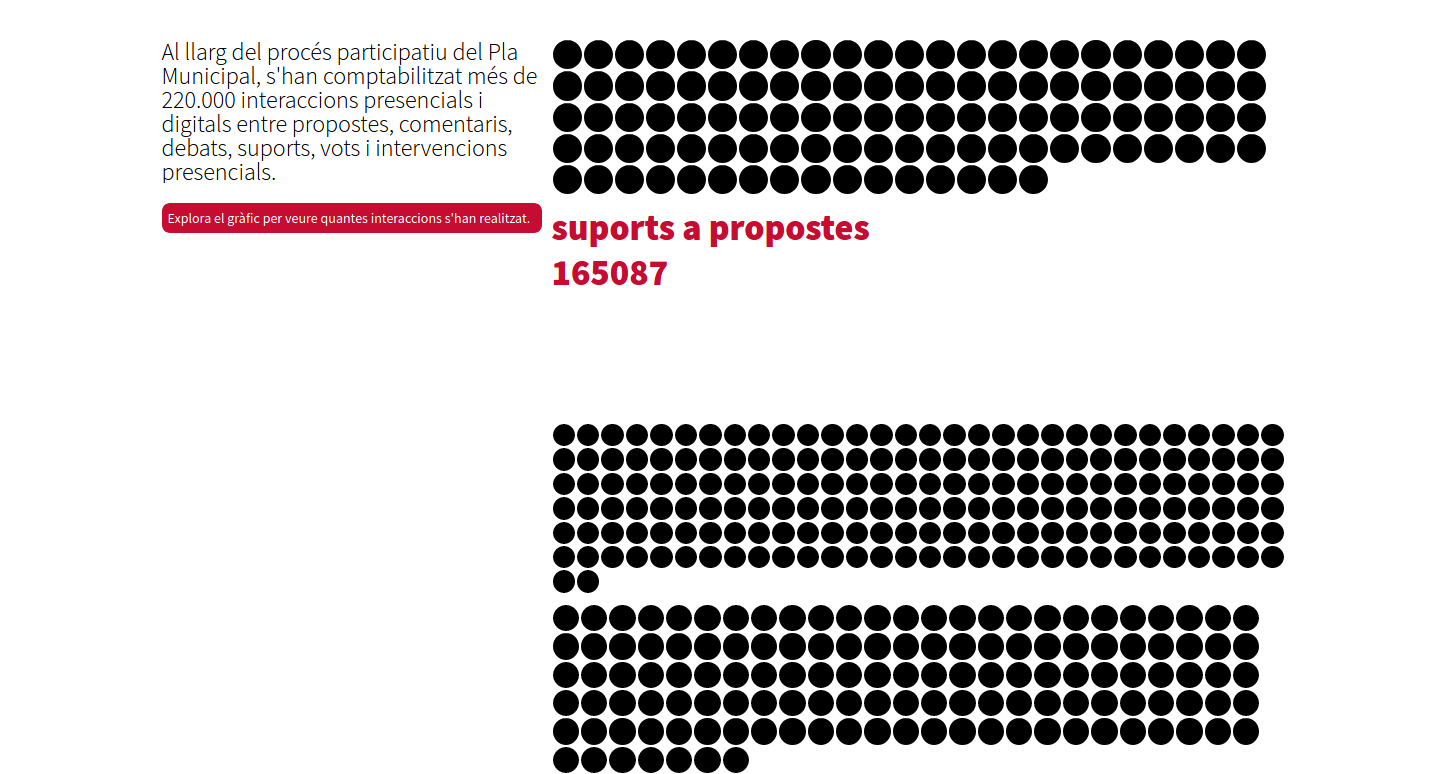 Al llarg del procés participatiu del Pla
Municipal, s'han comptabilitzat més de
220.000 interaccions presencials i
digitals entre propostes, comentaris,
debats, suports, vots i intervencions
presencials.
Explora el gràfic per veure quantes interaccions s'han realitzat.
suports a propostes
165087